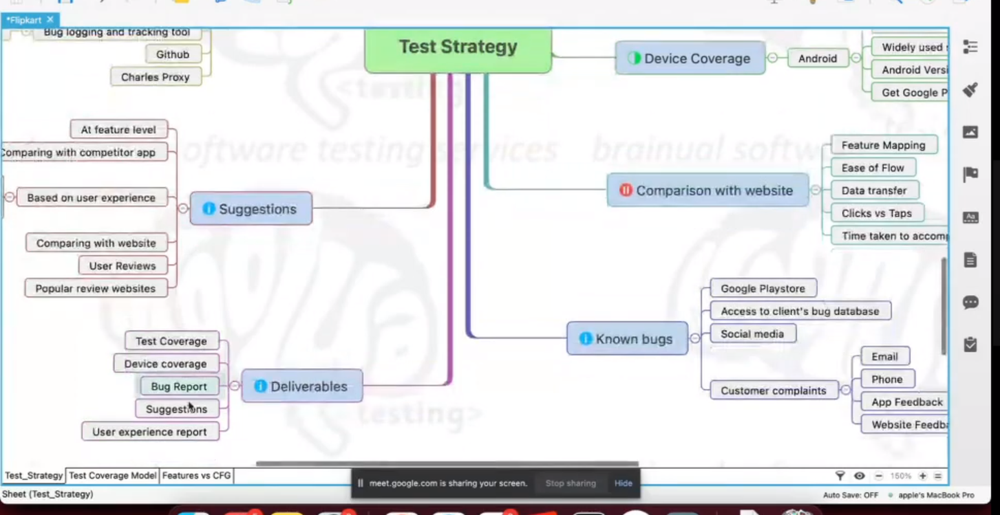 *Flipkart X
Bug logging and tracking tool
Github
Charles Proxy
Test Strategy
Device Coverage
Android
Widely used
Android Versi
Get Google P
<testing
At feature level
Comparing with competitor app
Based on user experience
Comparing with website
User Reviews
Popular review websites
Suggestions
oftware testing services
brainual softw
Comparison with website
Feature Mapping
Ease of Flow
Data transfer
Clicks vs Taps
Time taken to accomp
Known bugs
Google Playstore
Access to client's bug database
Social media
Customer complaints
Email
Phone
App Feedback
Website Feedba
Test Coverage
Device coverage
Bug Report
Suggestions
User experience report
Deliverables
testing>
Aa
Test_Strategy
Test Coverage Model
Features vs CFG
150%
meet.google.com is sharing your screen.
Stop sharing
Hide
Sheet (Test_Strategy)
Auto Save: OFF
apple's MacBook Pro